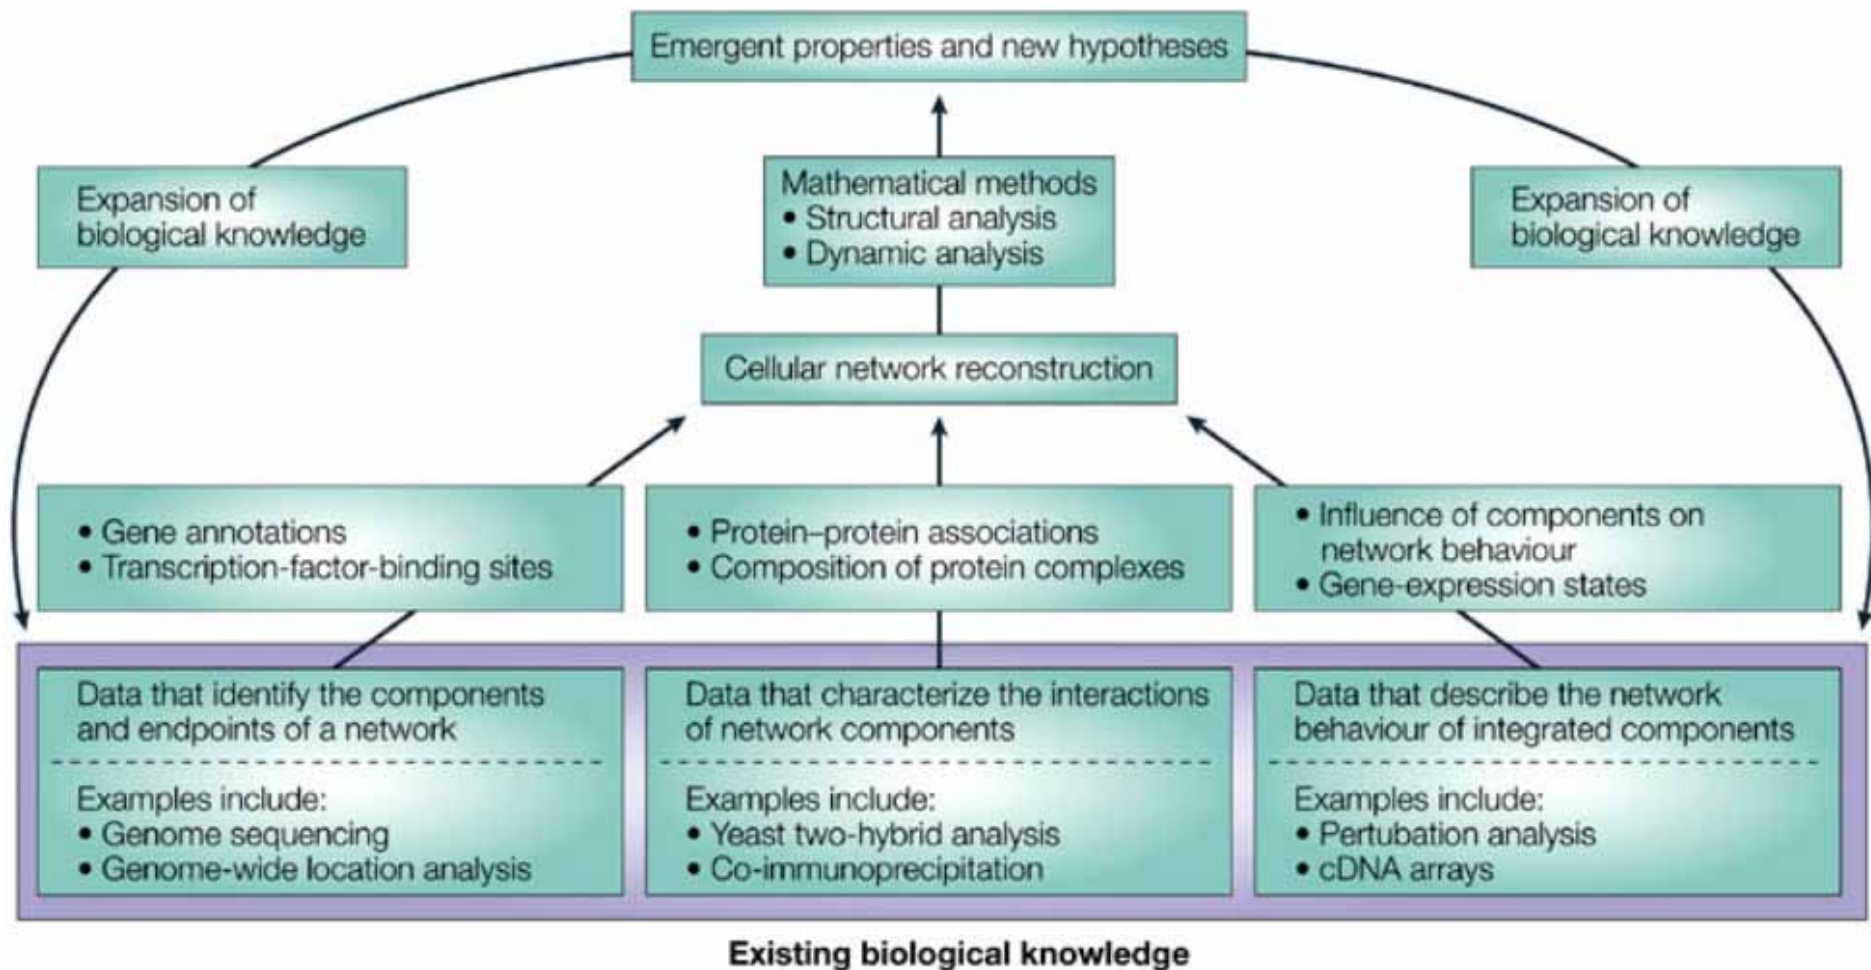 Emergent properties and new hypotheses
Expansion of
biological knowledge
Mathematical methods
• Structural analysis
• Dynamic analysis
Expansion of
biological knowledge
Cellular network reconstruction
• Gene annotations
• Transcription-factor-binding sites
• Protein–protein associations
• Composition of protein complexes
• Influence of components on
network behaviour
• Gene-expression states
Data that identify the components
and endpoints of a network
Examples include:
• Genome sequencing
• Genome-wide location analysis
Data that characterize the interactions
of network components
Examples include:
• Yeast two-hybrid analysis
• Co-immunoprecipitation
Data that describe the network
behaviour of integrated components
Examples include:
• Pertubation analysis
• cDNA arrays
Existing biological knowledge